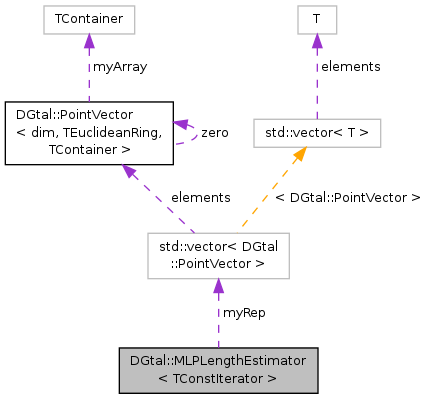 TContainer
T
myArray
elements
DGtal::PointVector
< dim, TEuclideanRing,
TContainer >
zero
std::vector< T >
elements
< DGtal::PointVector >
std::vector< DGtal
::PointVector >
myRep
DGtal::MLPLengthEstimator
< TConstIterator >